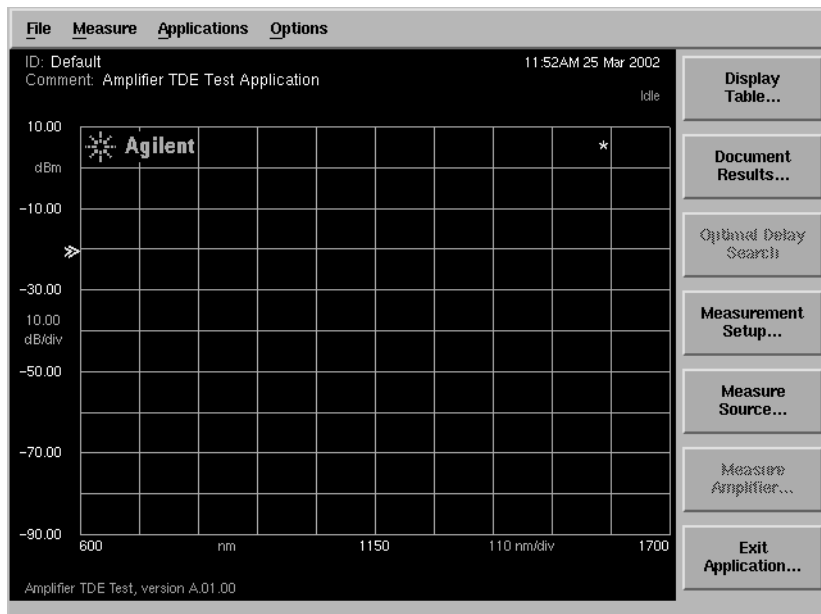 File Measure Applications Options
ID: Default
11:52AM 25 Mar 2002
Comment: Amplifier TDE Test Application
Idle
10.00
Agilent
*
dBm
-10.00
-30.00
10.00
dB/div
-50.00
-70.00
-90.00
600 nm 1150 110 nm/div 1700
Amplifier TDE Test, version A.01.00
Display
Table...
Document
Results...
Optimal Delay
Search
Measurement
Setup...
Measure
Source...
Measure
Amplifier...
Exit
Application...